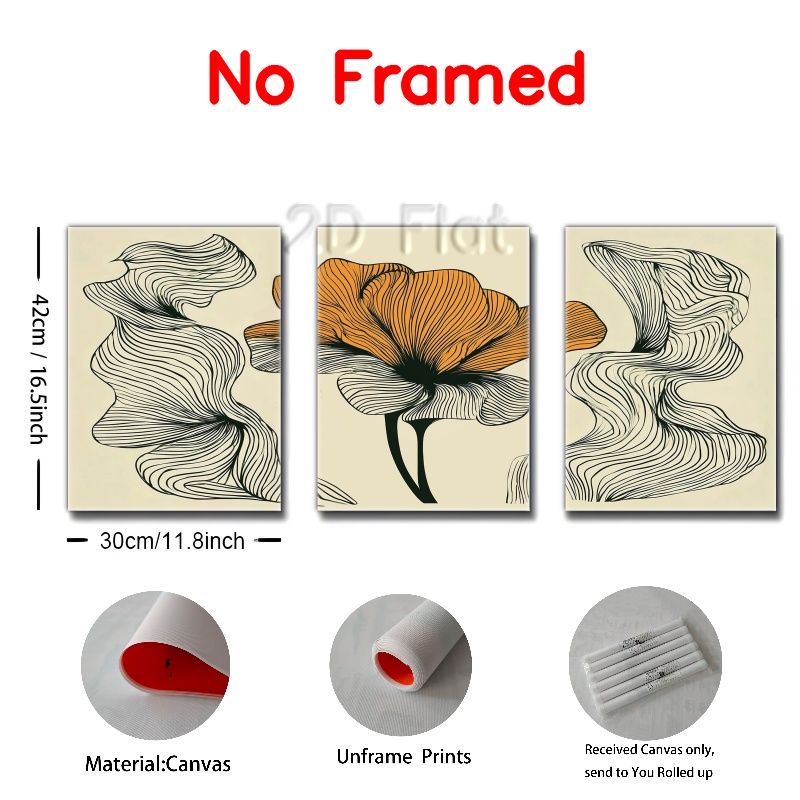 No Framed
2D Flat
42cm / 16.5inch
30cm/11.8inch
Material:Canvas
Unframe Prints
Received Canvas only,
send to You Rolled up